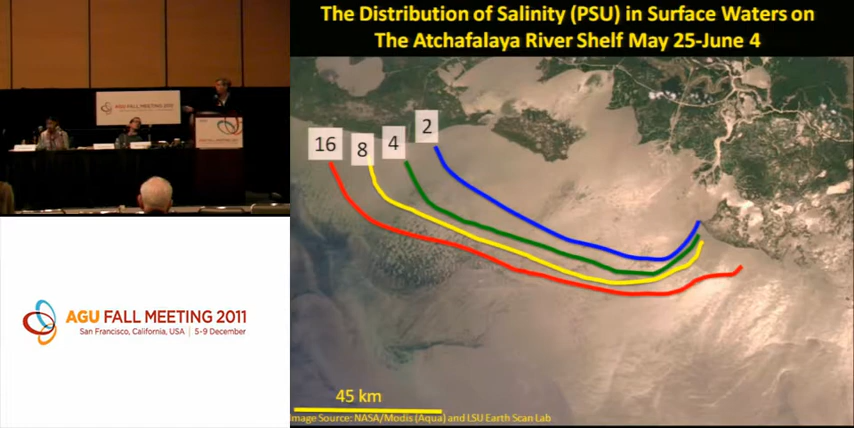 The Distribution of Salinity (PSU) in Surface Waters on
The Atchafalaya River Shelf May 25-June 4
AGU FALL MEETING 2011
16
8
4
2
AGU FALL MEETING 2011
San Francisco, California, USA | 5-9 December
45 km
mage Source: NASA/Modis (Aqua) and LSU Earth Scan Lab